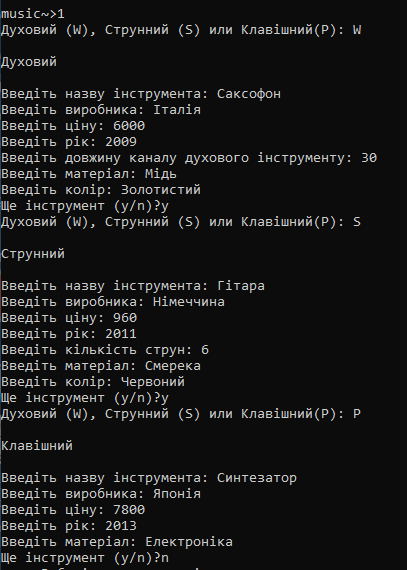 music~>1
Духовий (W), Струнний (S) или Клавішний(P): W
Духовий
Введіть назву інструмента: Саксофон
Введіть виробника: Італія
Введіть ціну: 6000
Введіть рік: 2009
Введіть довжину каналу духового інструменту: 30
Введіть матеріал: Мідь
Введіть колір: Золотистий
Ще інструмент (y/n)?y
Духовий (W), Струнний (S) или Клавішний(P): S
Струнний
Введіть назву інструмента: Гітара
Введіть виробника: Німеччина
Введіть ціну: 960
Введіть рік: 2011
Введіть кількість струн: 6
Введіть матеріал: Смерека
Введіть колір: Червоний
Ще інструмент (y/n)?y
Духовий (W), Струнний (S) или Клавішний(P): P
Клавішний
Введіть назву інструмента: Синтезатор
Введіть виробника: Японія
Введіть ціну: 7800
Введіть рік: 2013
Введіть матеріал: Електроніка
Ще інструмент (y/n)?n